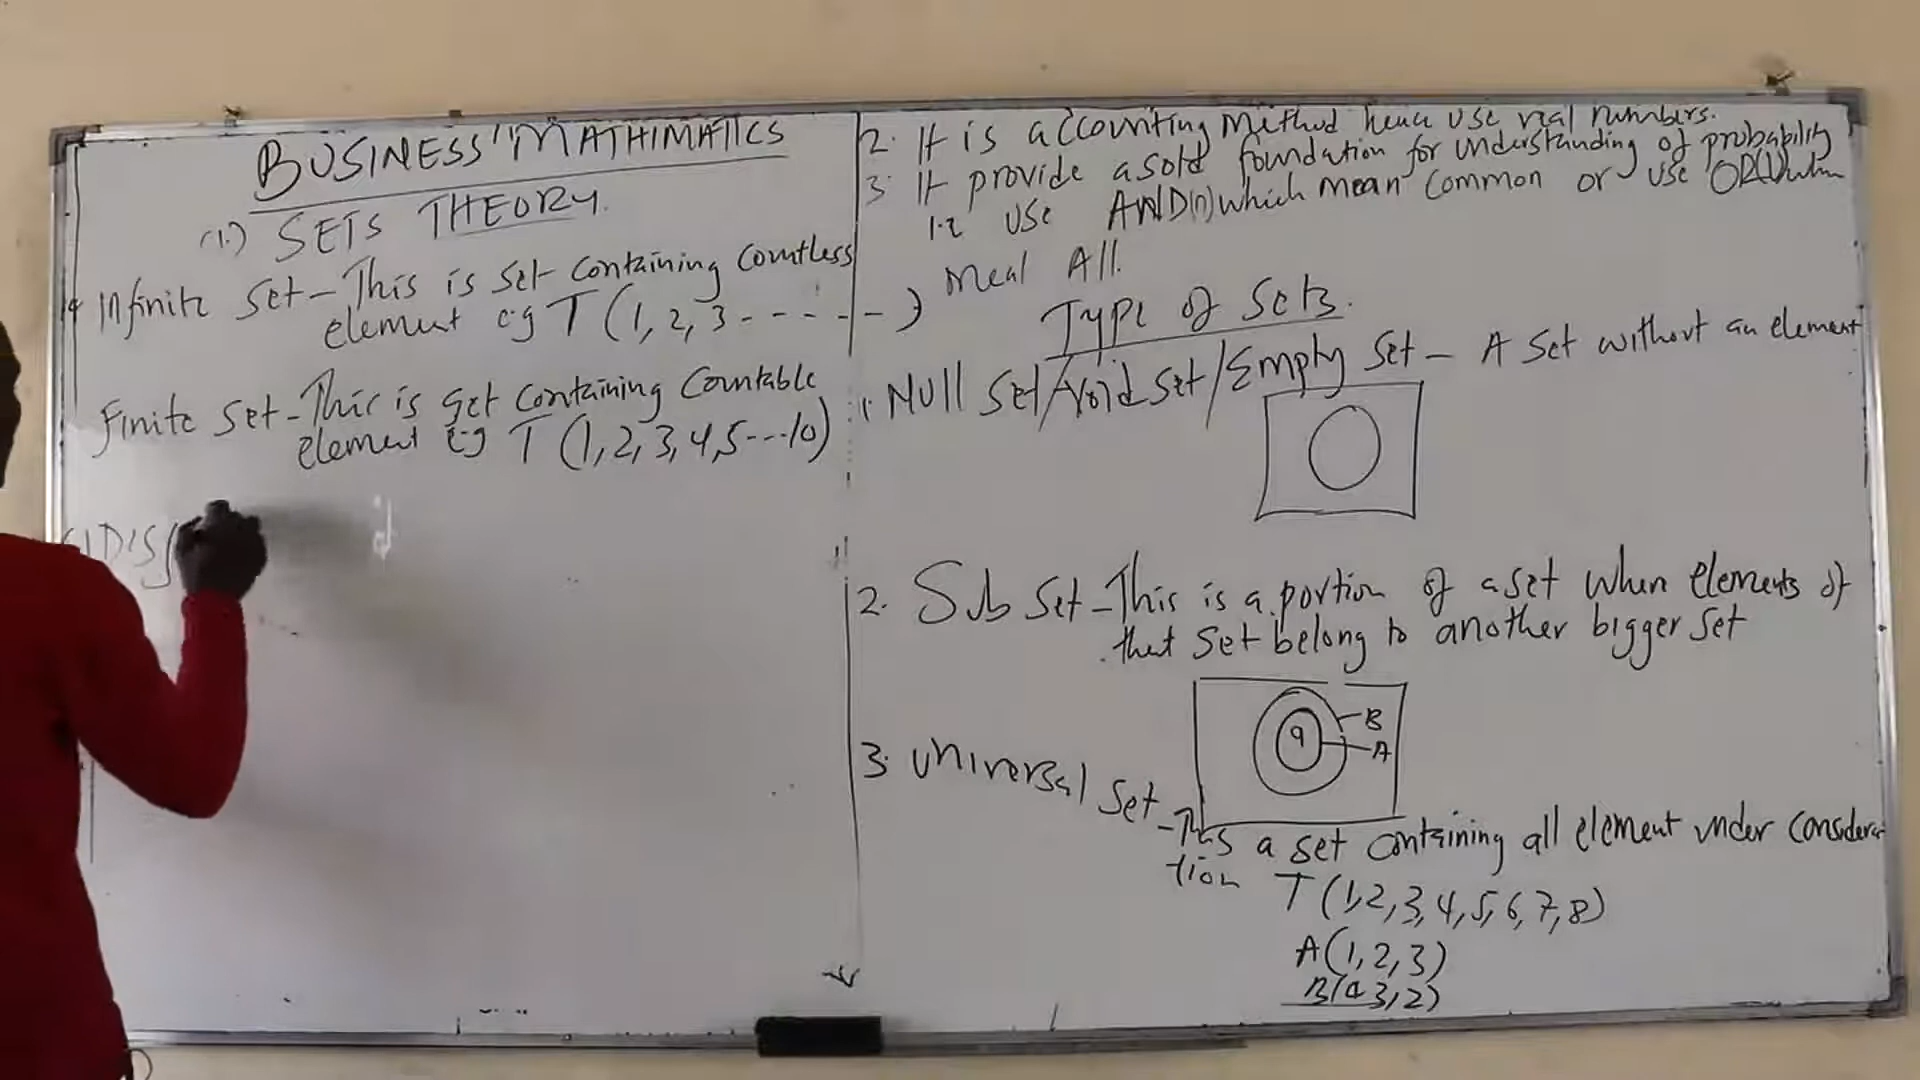 BUSINESS MATHIMATICS
(1.) SETS THEORY.
Infinite Set - This is Set containing countless
element eg T (1, 2, 3 - - - - - -)
Finite Set - This is Set containing Countable
element eg T (1, 2, 3, 4, 5 --- 10)
DISJ
2. It is a accounting Method hence use real numbers.
3. It provide a sold foundation for understanding of probability
1.2 Use AND(∩) which mean Common or use OR(U) when
meal All.
Type of Sets.
1. Null Set/Void Set/Empty Set - A Set without an element
2. Sub Set - This is a portion of a set when elements of
that Set belong to another bigger set
B
9
A
3. Universal Set - This a set containing all element under considera
tion
T (1, 2, 3, 4, 5, 6, 7, 8)
A (1, 2, 3)
B (4 3, 2)